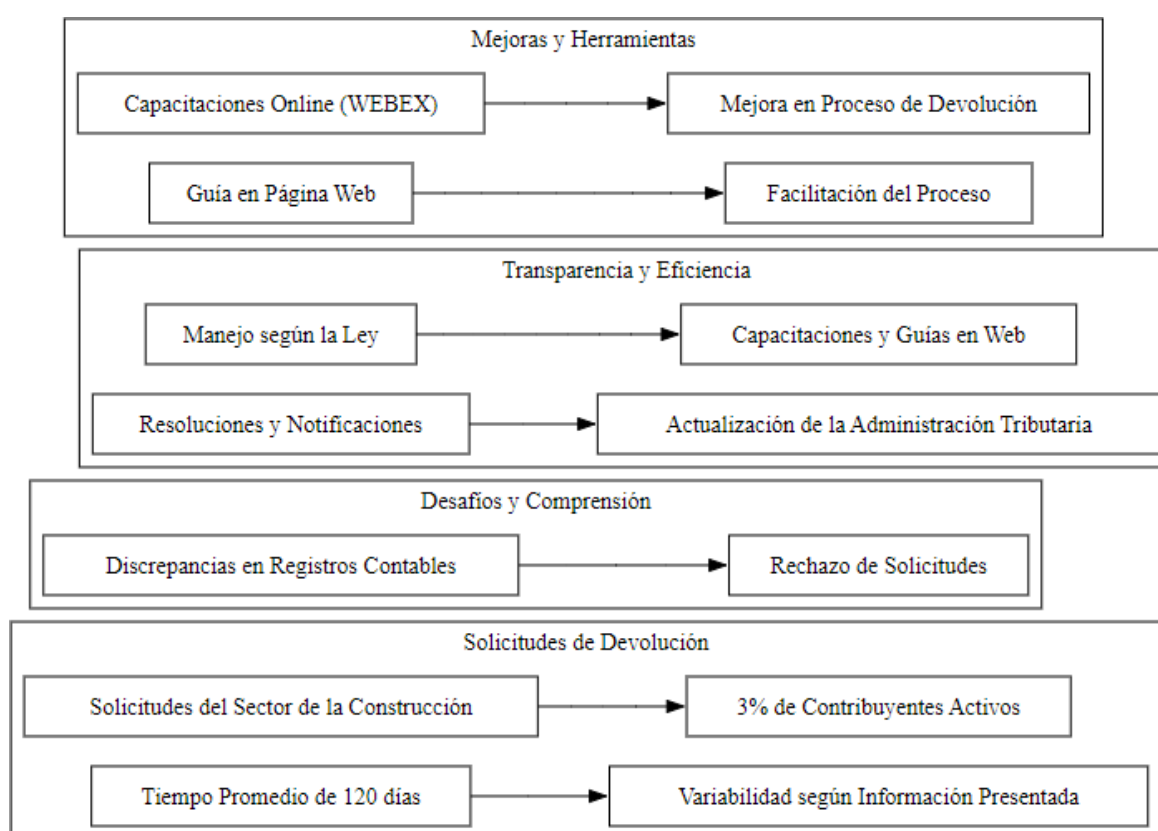 Mejoras y Herramientas
Capacitaciones Online (WEBEX)
Mejora en Proceso de Devolución
Guía en Página Web
Facilitación del Proceso
Transparencia y Eficiencia
Manejo según la Ley
Capacitaciones y Guías en Web
Resoluciones y Notificaciones
Actualización de la Administración Tributaria
Desafíos y Comprensión
Discrepancias en Registros Contables
Rechazo de Solicitudes
Solicitudes de Devolución
Solicitudes del Sector de la Construcción
3% de Contribuyentes Activos
Tiempo Promedio de 120 días
Variabilidad según Información Presentada